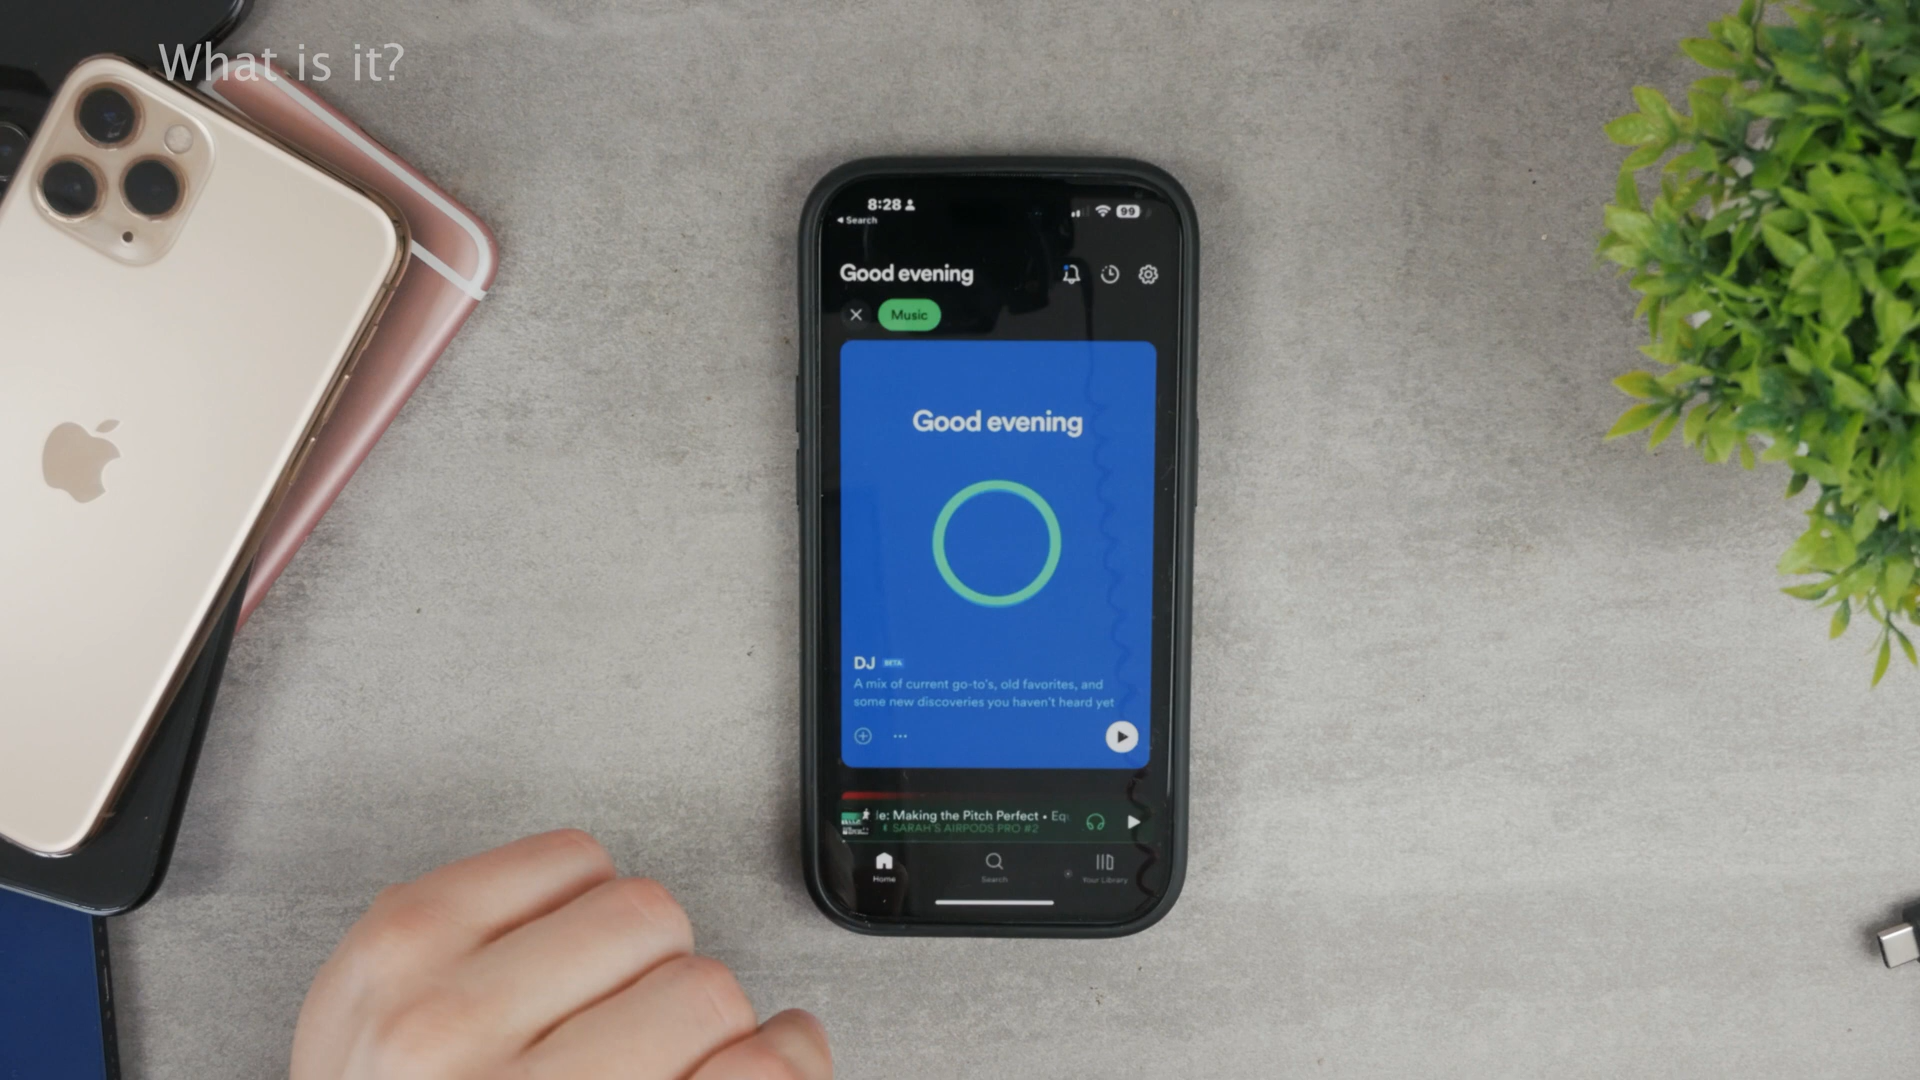 What is it?
8:28
99
Search
Good evening
Music
Good evening
DJ BETA
A mix of current go-to's, old favorites, and
some new discoveries you haven't heard yet
le: Making the Pitch Perfect • Equ
SARAH'S AIRPODS PRO #2
Home
Search
Your Library